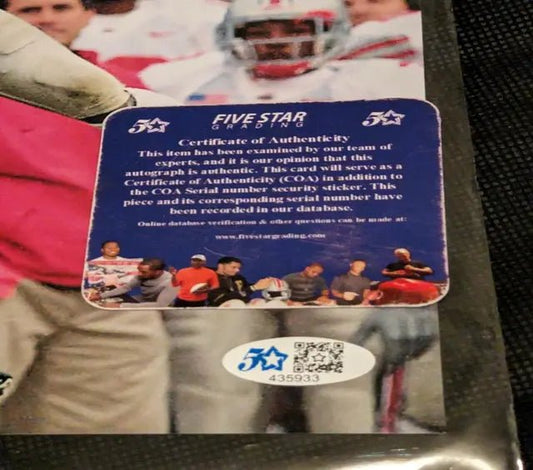 5 FIVE STAR 5
GRADING
Certificate of Authenticity
This item has been examined by our team of
experts, and it is our opinion that this
autograph is authentic. This card will serve as a
Certificate of Authenticity (COA) in addition to
the COA Serial number security sticker. This
piece and its corresponding serial number have
been recorded in our database.
Online database verification & other questions can be made at:
www.fivestargrading.com
5
435933